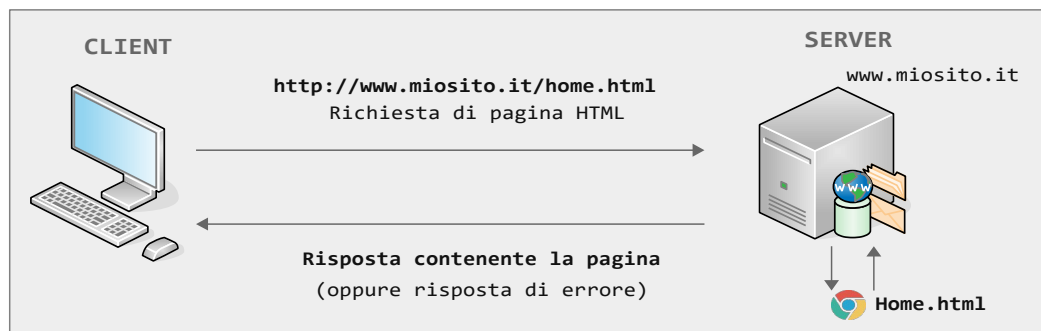 CLIENT
SERVER
www.miosito.it
http://www.miosito.it/home.html
Richiesta di pagina HTML
www
Risposta contenente la pagina
(oppure risposta di errore)
Home.html